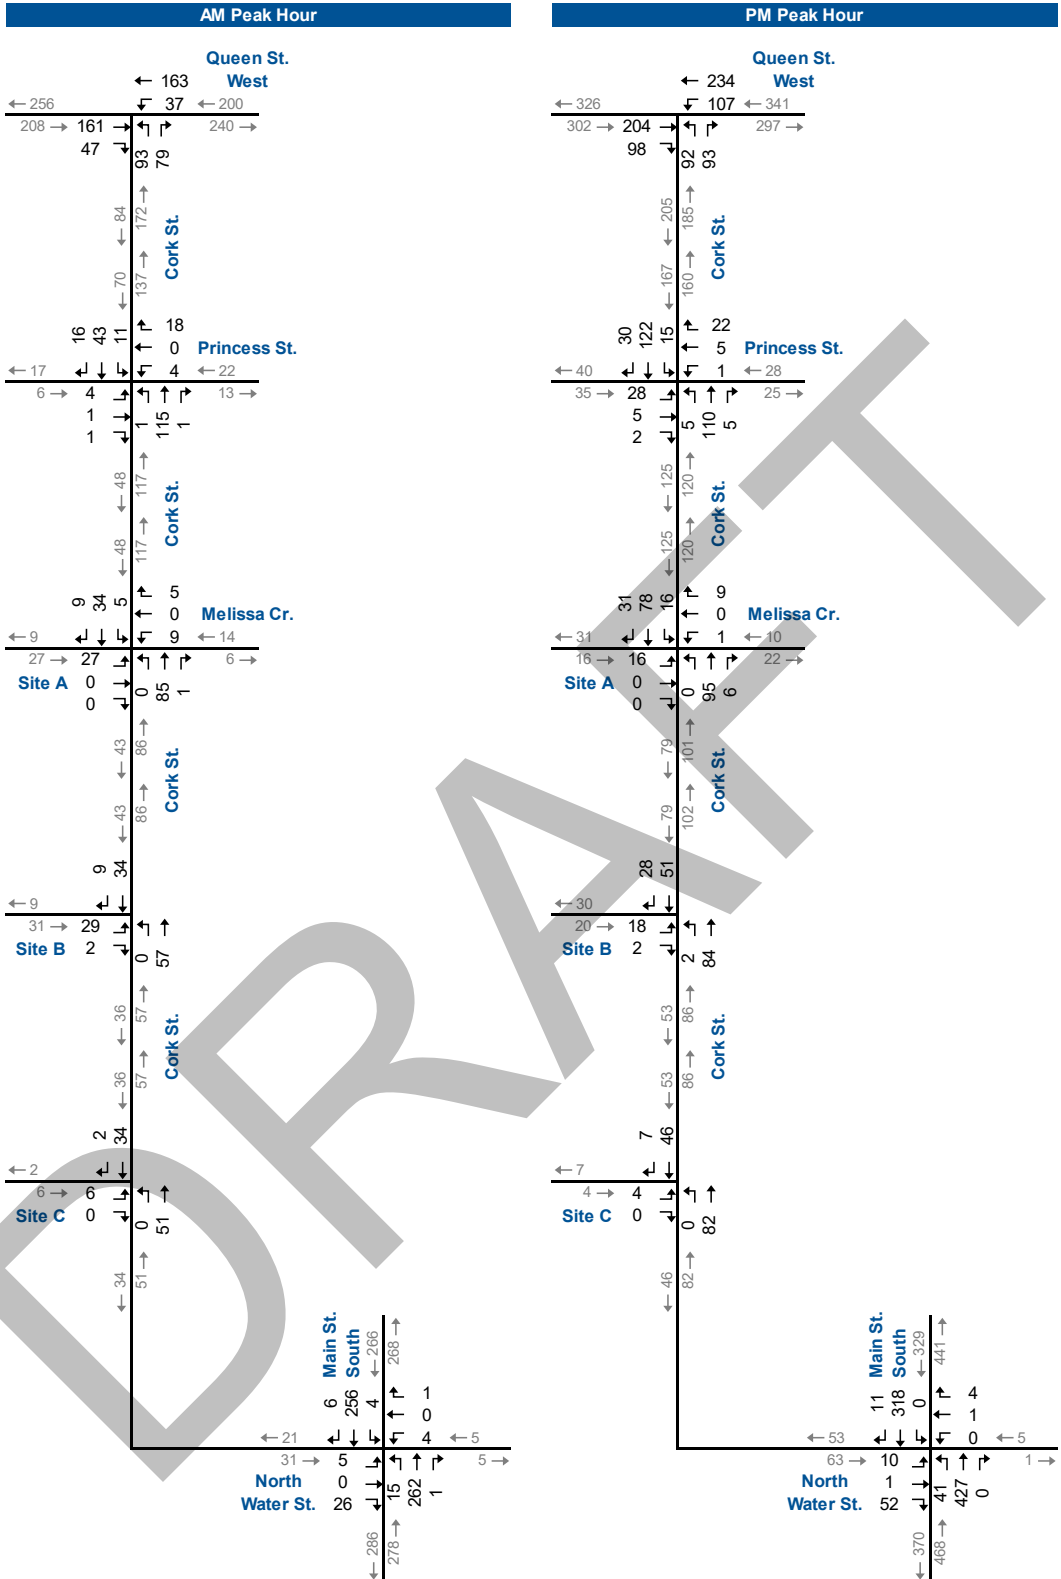 AM Peak Hour
Queen St.
← 163 West
← 256 37 ← 200
208 → 161 240 →
47
93 79
← 84 172 →
Cork St.
← 70 137 →
16 43 11 18
0 Princess St.
← 17 4 ← 22
6 → 4 13 →
1
1 1 115 1
← 48 117 →
Cork St.
← 48 117 →
9 34 5 5
0 Melissa Cr.
← 9 9 ← 14
27 → 27 6 →
Site A 0
0 0 85 1
← 43 86 →
Cork St.
← 43 86 →
9 34
← 9
31 → 29
Site B 2 0 57
← 36 57 →
Cork St.
← 36 57 →
2 34
← 2
6 → 6
Site C 0 0 51
← 34 51 →
Main St.
South
← 266 268 →
6 256 4 1
0
← 21 4 ← 5
31 → 5 5 →
North 0
Water St. 26 15 262 1
← 286 278 →
PM Peak Hour
Queen St.
← 234 West
← 326 107 ← 341
302 → 204 297 →
98
92 93
← 205 185 →
Cork St.
← 167 160 →
30 122 15 22
5 Princess St.
← 40 1 ← 28
35 → 28 25 →
5
2 5 110 5
← 125 120 →
Cork St.
← 125 120 →
31 78 16 9
0 Melissa Cr.
← 31 1 ← 10
16 → 16 22 →
Site A 0
0 0 95 6
← 79 101 →
Cork St.
← 79 102 →
28 51
← 30
20 → 18
Site B 2 2 84
← 53 86 →
Cork St.
← 53 86 →
7 46
← 7
4 → 4
Site C 0 0 82
← 46 82 →
Main St.
South
← 329 441 →
11 318 0 4
1
← 53 0 ← 5
63 → 10 1 →
North 1
Water St. 52 41 427 0
← 370 468 →
DRAFT